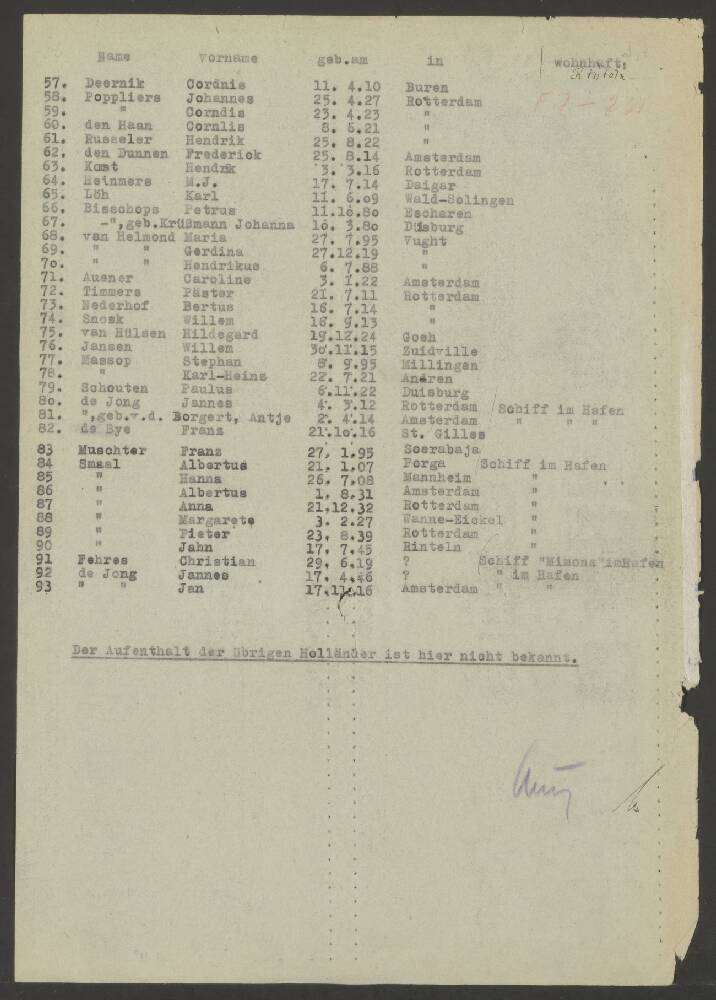 Name Vorname geb.am in wohnhaft:
Rinteln
57. Deernik Cordnie 11. 4.10 Buren
58. Poppliers Johannes 25. 4.27 Rotterdam
59. " Corndis 23. 4.23 "
60. den Haan Cornlis 8. 6.21 "
61. Russeler Hendrik 25. 8.22 "
62. den Dunnen Frederick 25. 8.14 Amsterdam
63. Kast Hendrik 3. 3.16 Rotterdam
64. Heinmers M.J. 17. 7.14 Daigar
65. Löh Karl 11. 6.09 Wald-Solingen
66. Bisschops Petrus 11.10.80 Escharen
67. -",geb.Krüßmann Johanna 16. 3.80 Duisburg
68. van Helmond Maria 27. 7.95 Vught
69. " " Gerdina 27.12.19 "
70. " " Hendrikus 6. 7.88 "
71. Ausner Caroline 3. 1.22 Amsterdam
72. Timmers Päster 21. 7.11 Rotterdam
73. Nederhof Bertus 16. 7.14 "
74. Snoek Willem 18. 9.13 "
75. van Hülsen Hildegard 19.12.24 Goch
76. Jansen Willem 30.11.15 Zuidville
77. Massop Stephan 8. 9.95 Millingen
78. " Karl-Heinz 22. 7.21 Andren
79. Schouten Paulus 6.11.22 Duisburg
80. de Jong Jannes 4. 3.12 Rotterdam Schiff im Hafen
81. ",geb.v.d. Borgert, Antje 2. 4.14 Amsterdam " " "
82. de Bye Franz 21.10.16 St. Gilles
83 Muschter Franz 27. 1.95 Soerabaja
84 Smaal Albertus 21. 1.07 Porga Schiff im Hafen
85 " Hanna 26. 7.08 Mannheim "
86 " Albertus 1. 8.31 Amsterdam "
87 " Anna 21.12.32 Rotterdam "
88 " Margarete 3. 2.27 Wanne-Eickel "
89 " Pieter 23. 8.39 Rotterdam "
90 " Jahn 17. 7.45 Rinteln "
91 Fehres Christian 29. 6.19 ? Schiff "Mimona"imHafen
92 de Jong Jannes 17. 4.46 ? " im Hafen
93 " " Jan 17.11.16 Amsterdam " "
Der Aufenthalt der übrigen Holländer ist hier nicht bekannt.